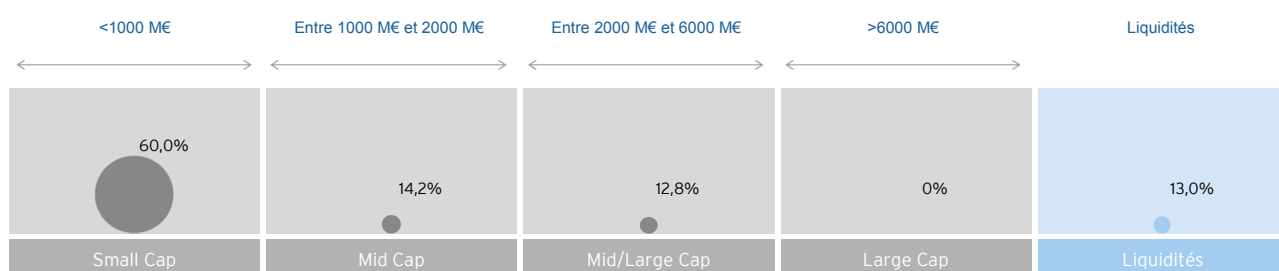 <1000 M€
Entre 1000 M€ et 2000 M€
Entre 2000 M€ et 6000 M€
>6000 M€
Liquidités
60,0%
14,2%
12,8%
0%
13,0%
Small Cap
Mid Cap
Mid/Large Cap
Large Cap
Liquidités